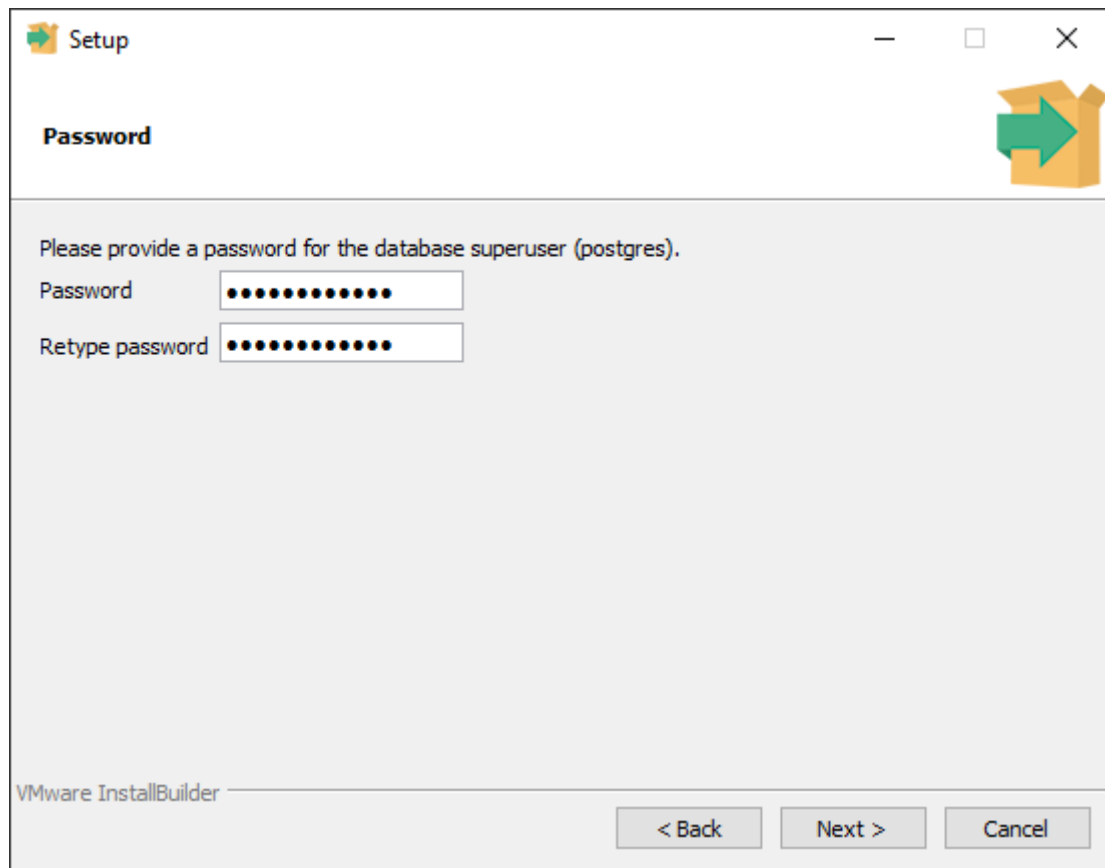 Setup
Password
Please provide a password for the database superuser (postgres).
Password ••••••••••••
Retype password ••••••••••••
VMware InstallBuilder
< Back Next > Cancel